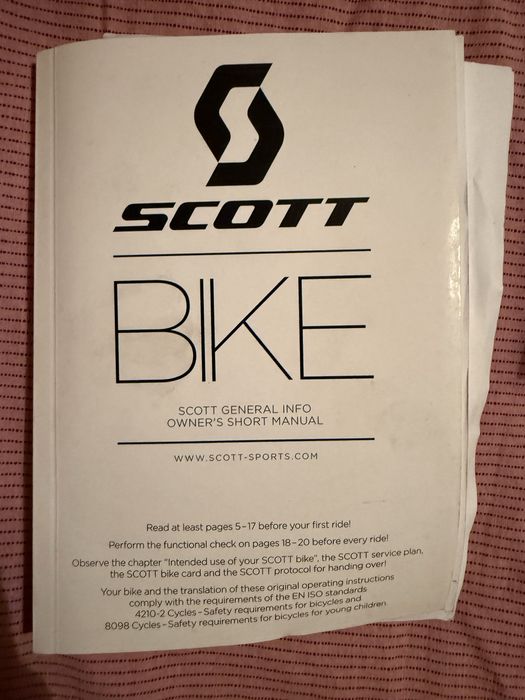 SCOTT
BIKE
SCOTT GENERAL INFO
OWNER'S SHORT MANUAL
WWW.SCOTT-SPORTS.COM
Read at least pages 5–17 before your first ride!
Perform the functional check on pages 18–20 before every ride!
Observe the chapter "Intended use of your SCOTT bike", the SCOTT service plan,
the SCOTT bike card and the SCOTT protocol for handing over!
Your bike and the translation of these original operating instructions
comply with the requirements of the EN ISO standards
4210-2 Cycles – Safety requirements for bicycles and
8098 Cycles – Safety requirements for bicycles for young children